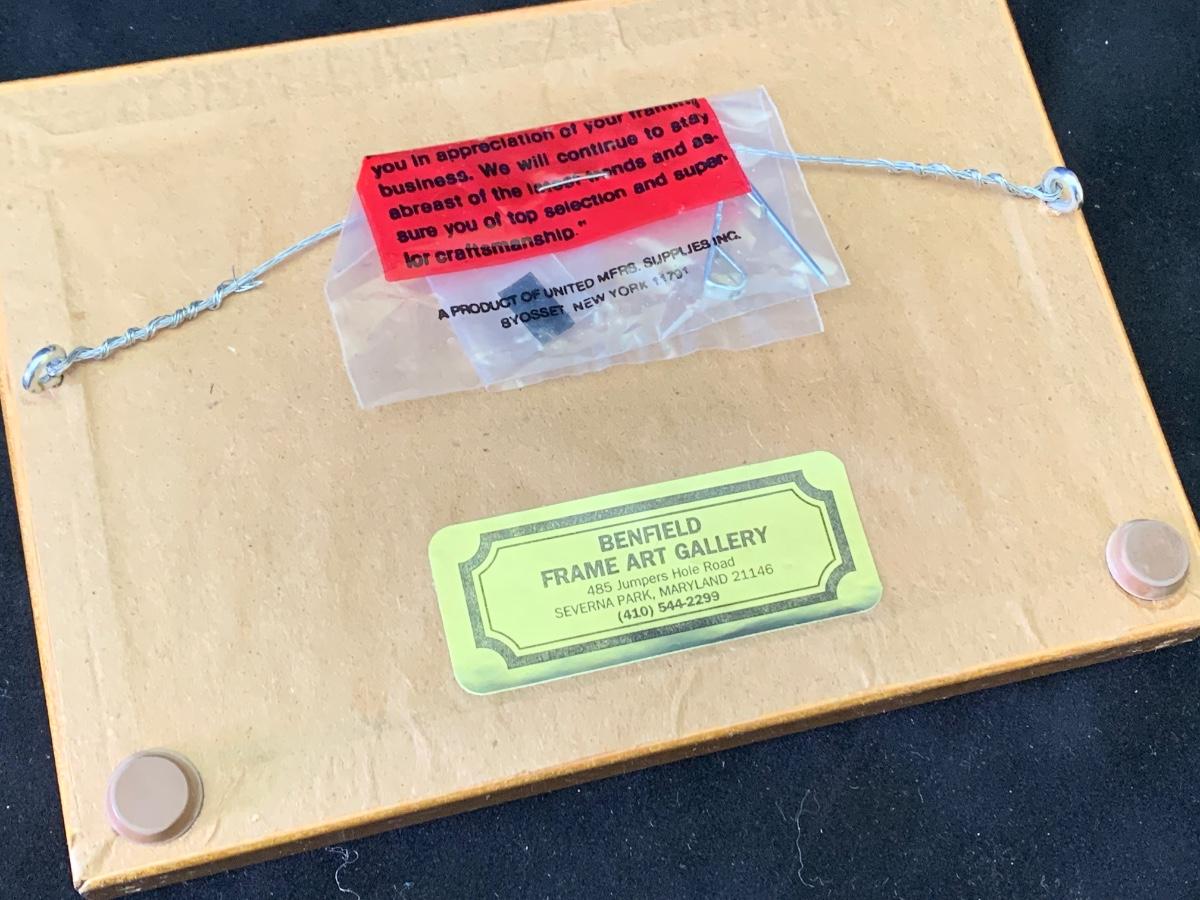 you in appreciation of your framing
business. We will continue to stay
abreast of the latest trends and as-
sure you of top selection and super-
ior craftsmanship."
A PRODUCT OF UNITED MFRS. SUPPLIES INC.
SYOSSET, NEW YORK 11791
BENFIELD
FRAME ART GALLERY
485 Jumpers Hole Road
SEVERNA PARK, MARYLAND 21146
(410) 544-2299